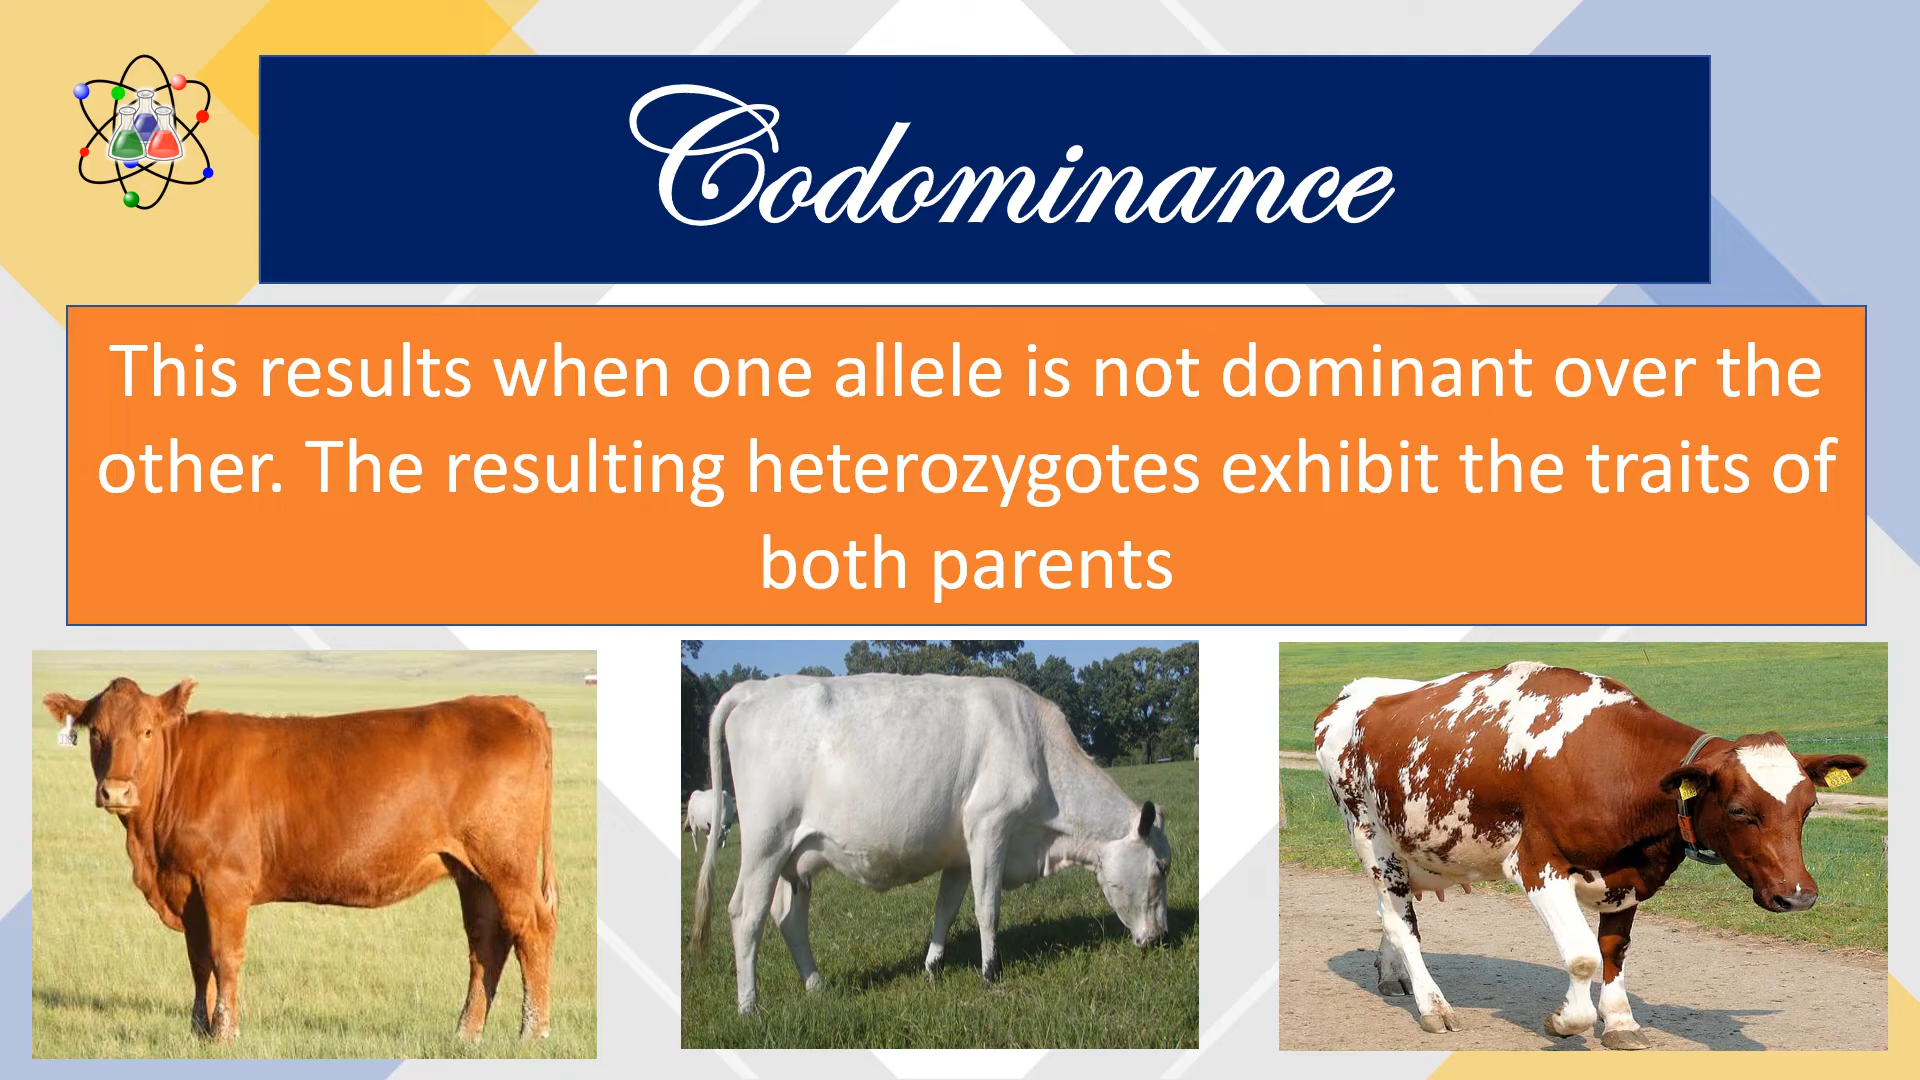 Codominance
This results when one allele is not dominant over the
other. The resulting heterozygotes exhibit the traits of
both parents